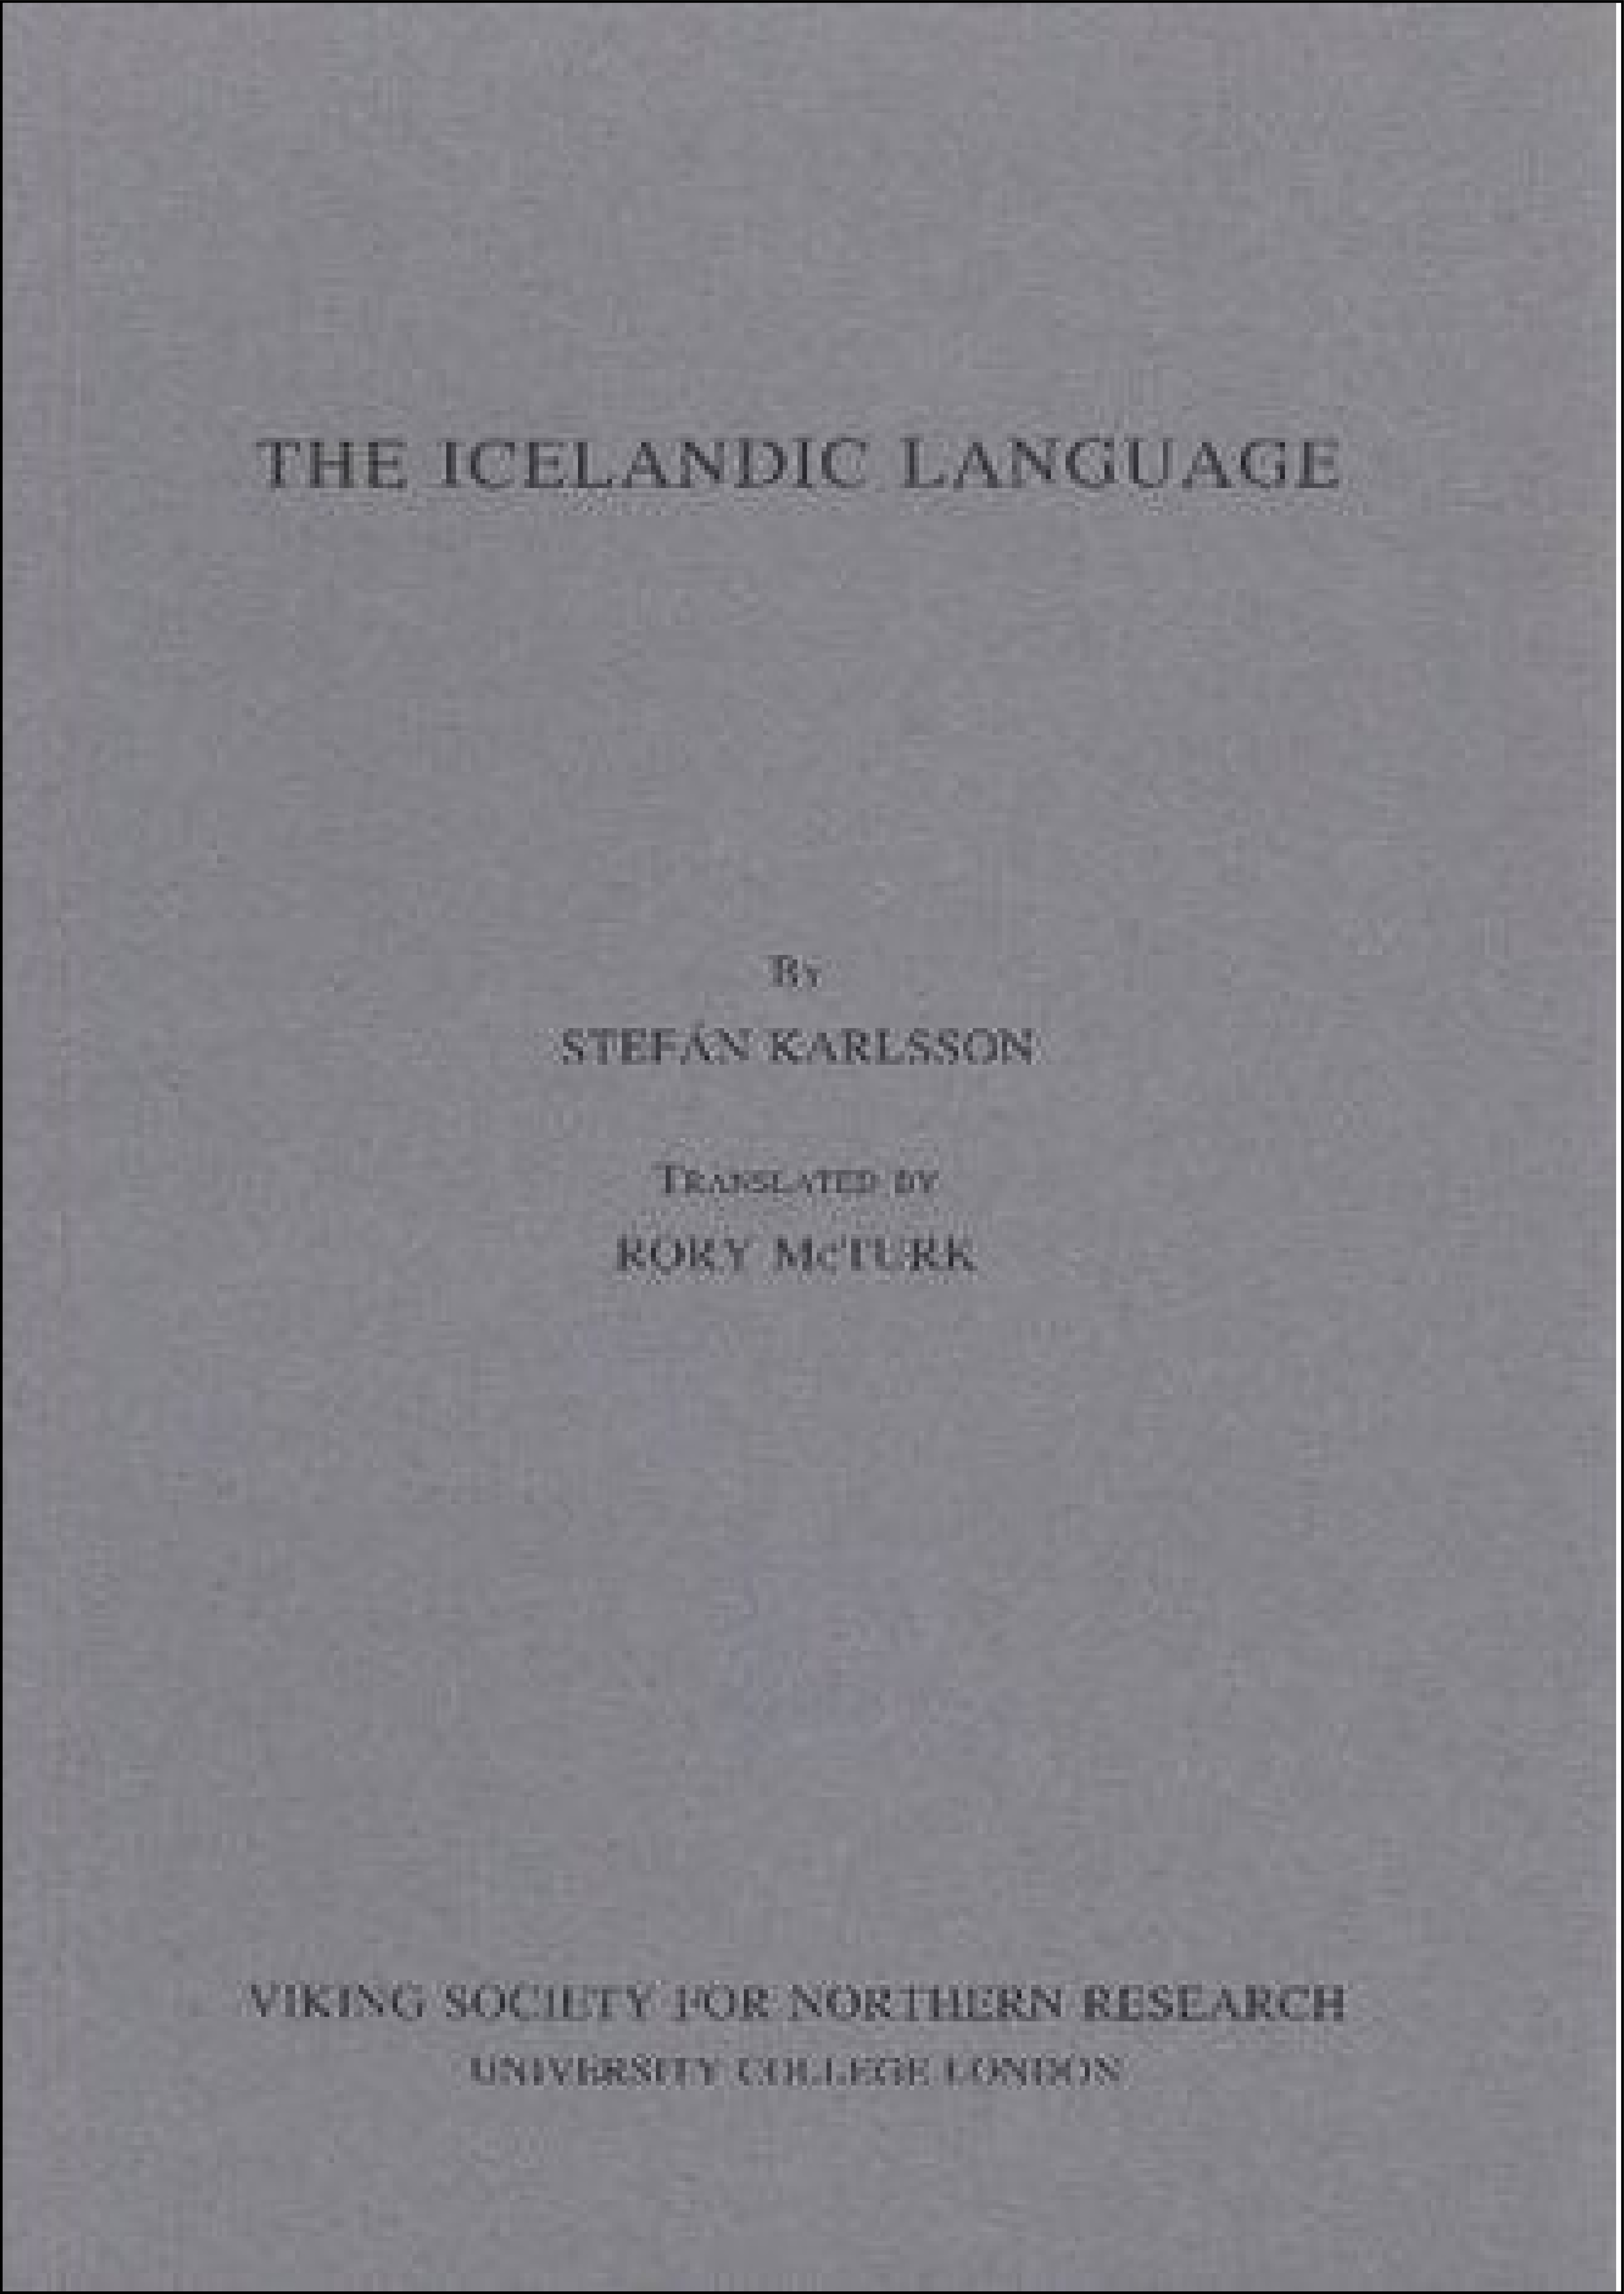 THE ICELANDIC LANGUAGE
By
STEFÁN KARLSSON
TRANSLATED BY
RORY McTURK
VIKING SOCIETY FOR NORTHERN RESEARCH
UNIVERSITY COLLEGE LONDON